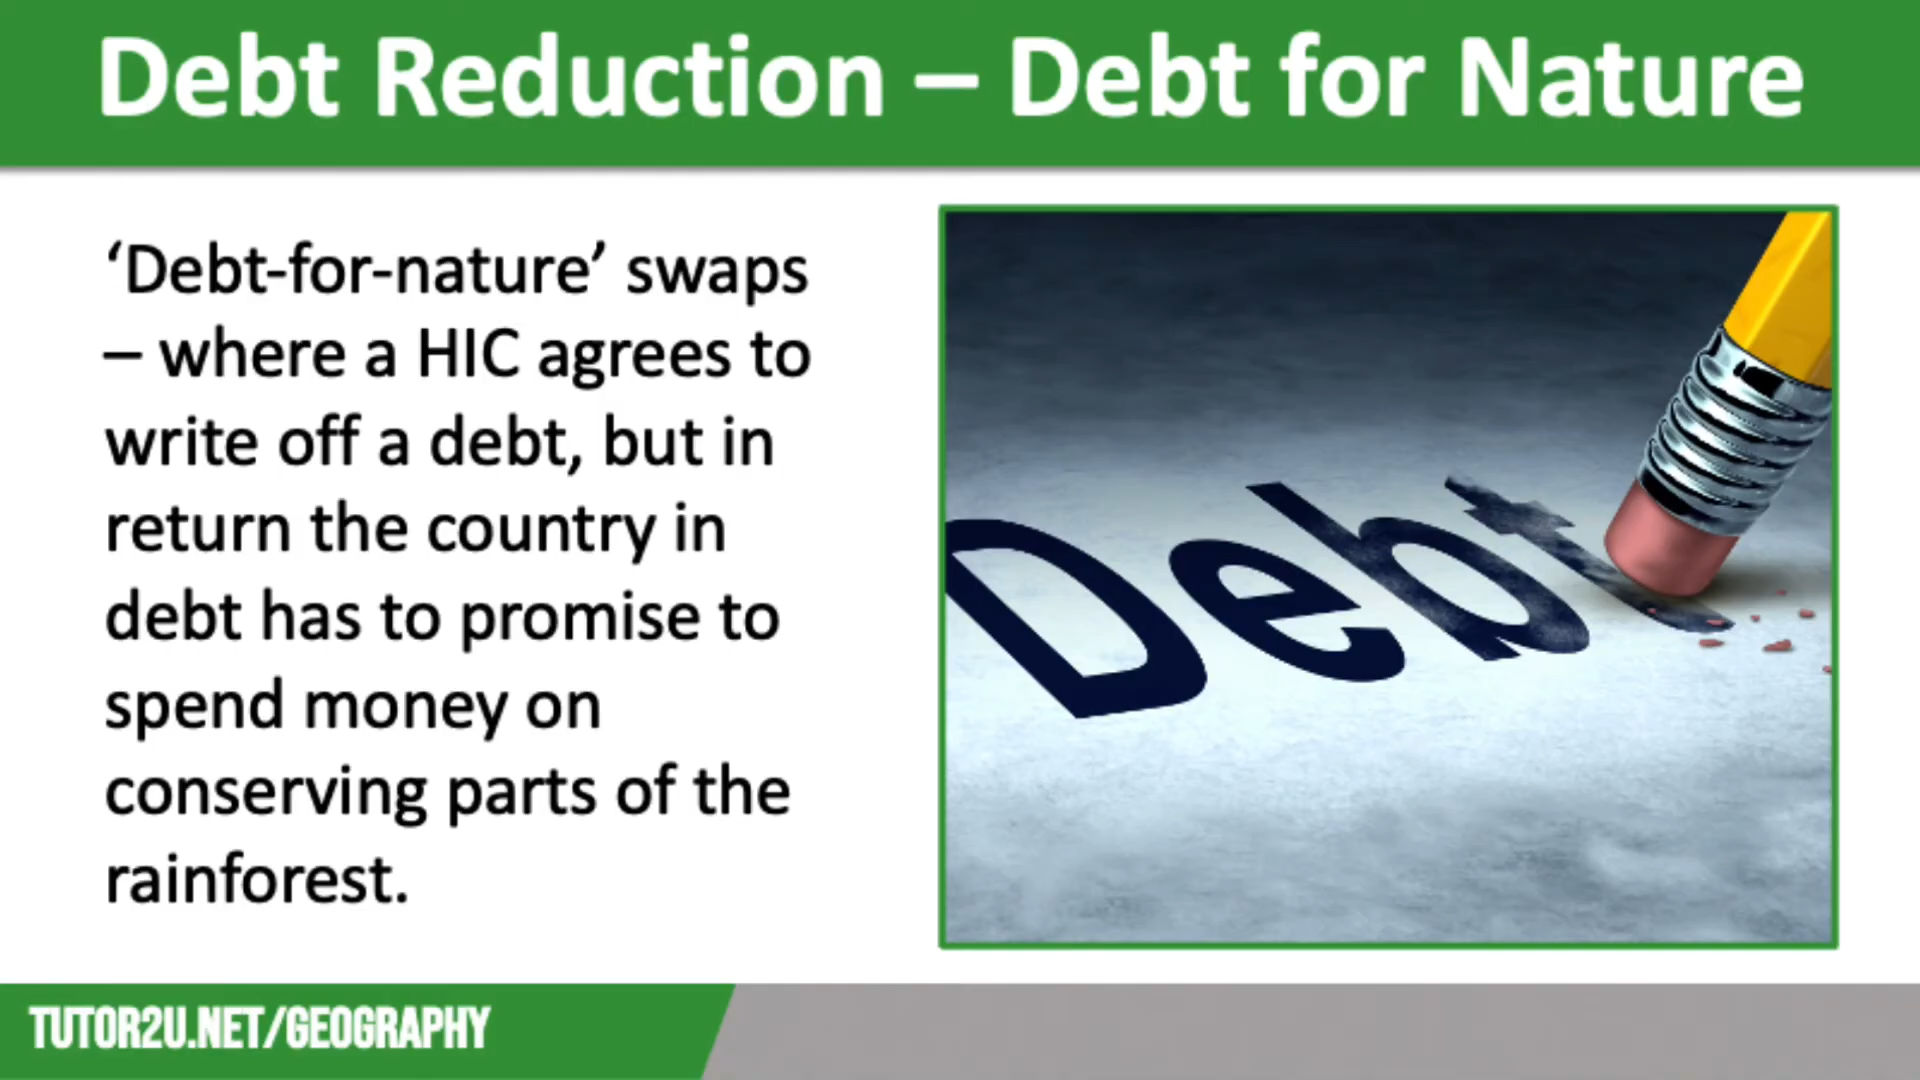 Debt Reduction – Debt for Nature
‘Debt-for-nature’ swaps
– where a HIC agrees to
write off a debt, but in
return the country in
debt has to promise to
spend money on
conserving parts of the
rainforest.
Debt
TUTOR2U.NET/GEOGRAPHY